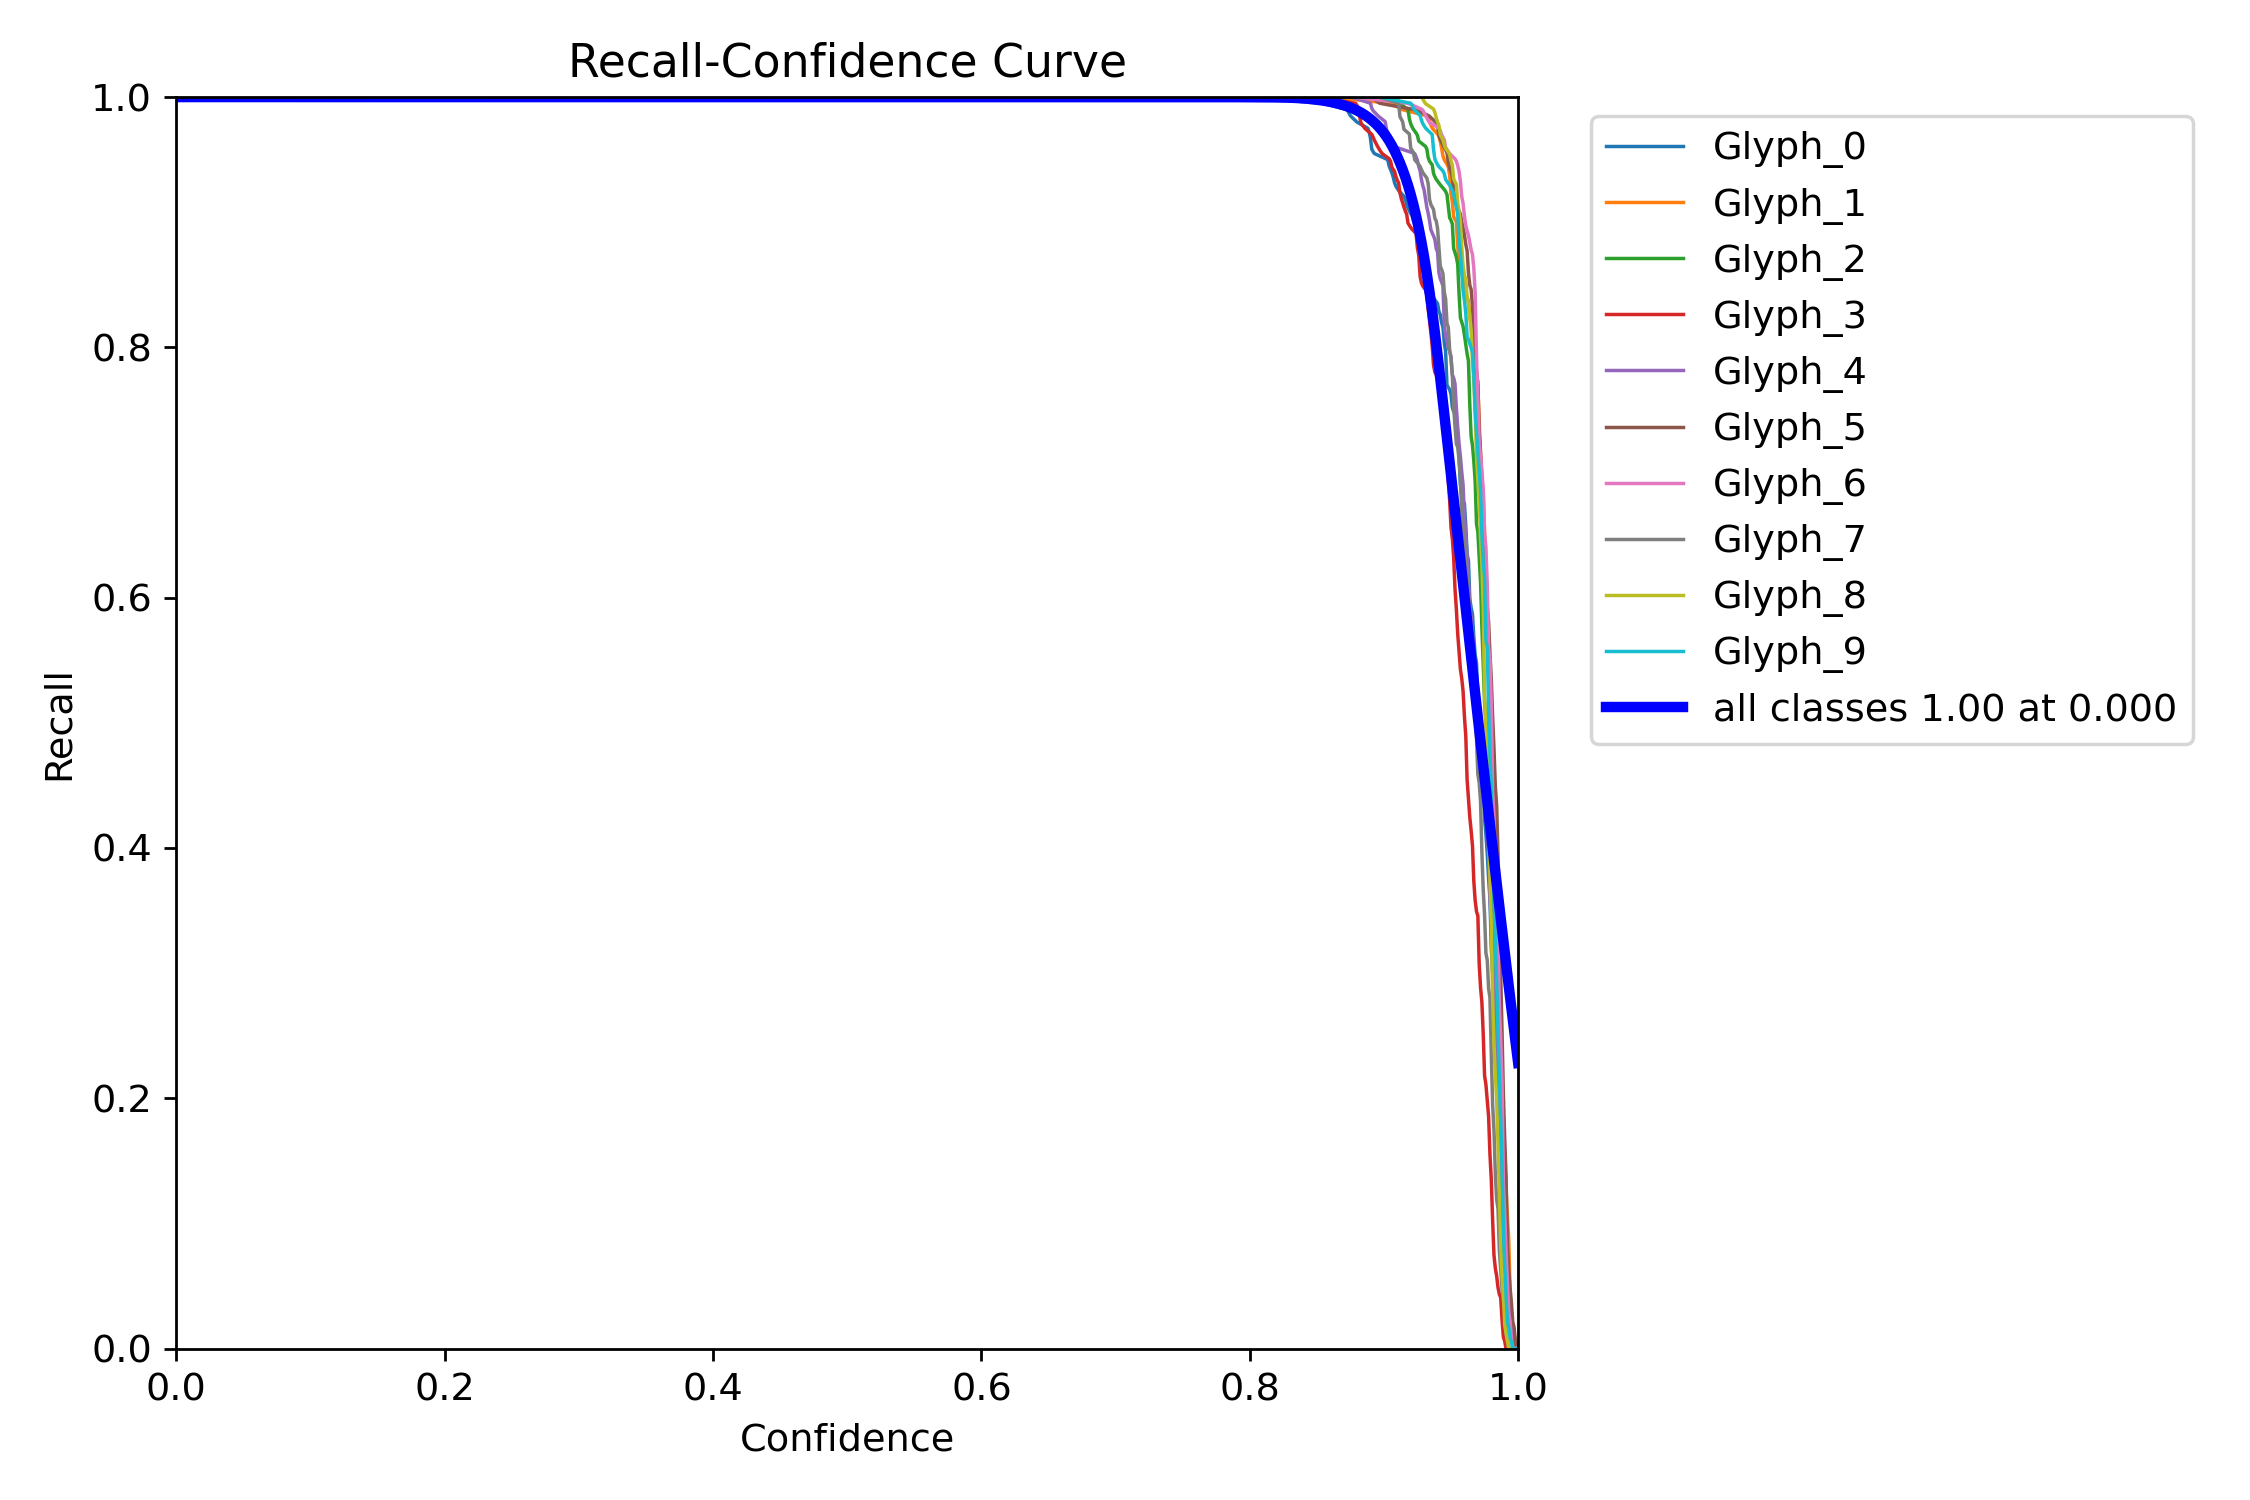 Recall-Confidence Curve
1.0
0.8
0.6
0.4
0.2
0.0
Recall
0.0 0.2 0.4 0.6 0.8 1.0
Confidence
Glyph_0
Glyph_1
Glyph_2
Glyph_3
Glyph_4
Glyph_5
Glyph_6
Glyph_7
Glyph_8
Glyph_9
all classes 1.00 at 0.000